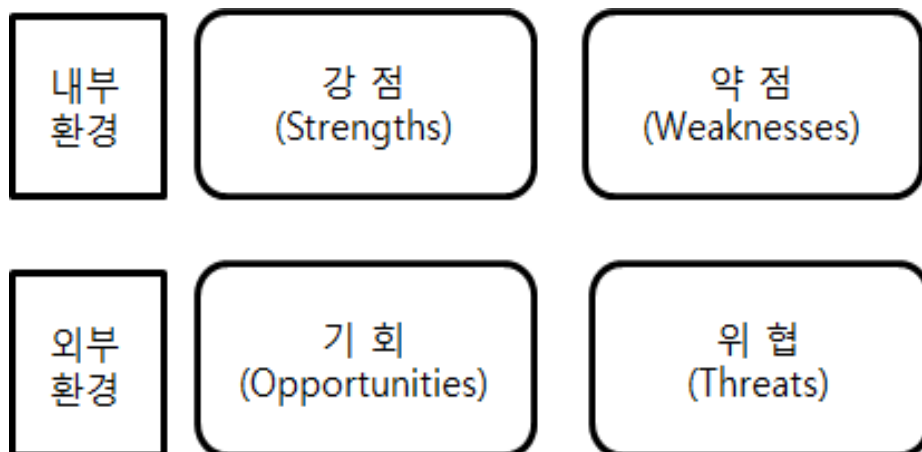 내부
환경
강 점
(Strengths)
약 점
(Weaknesses)
외부
환경
기 회
(Opportunities)
위 협
(Threats)